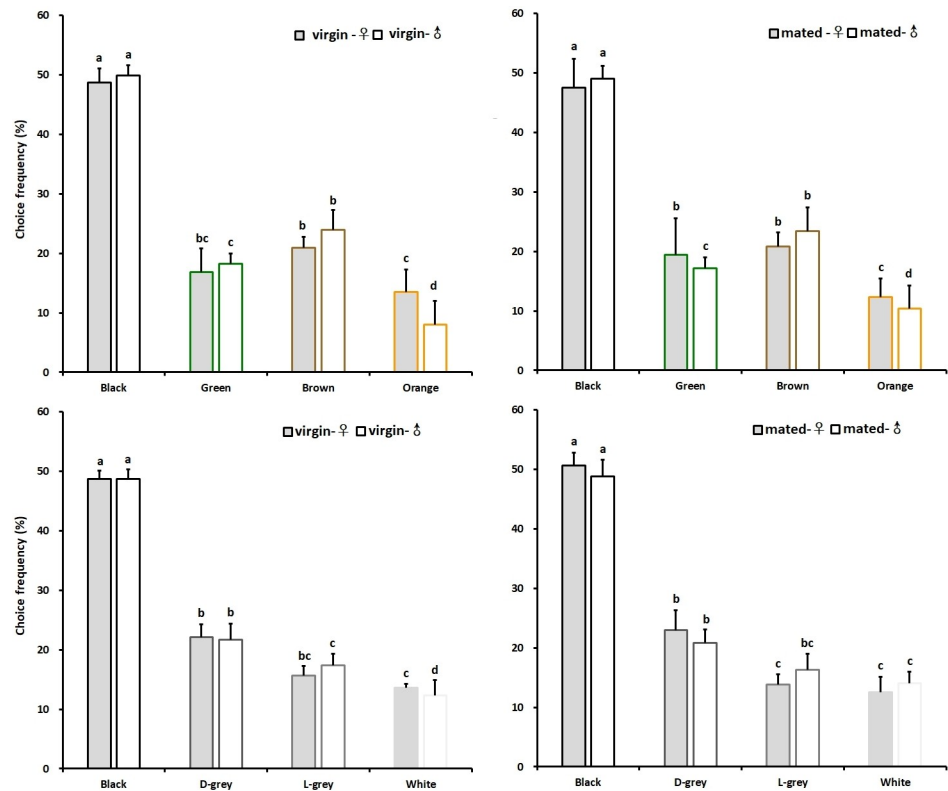 60
50
40
30
20
10
0
Choice frequency (%)
virgin -♀ virgin-♂
a a
bc c
b b
c d
Black Green Brown Orange
60
50
40
30
20
10
0
mated -♀ mated-♂
a a
b c
b b
c d
Black Green Brown Orange
60
50
40
30
20
10
0
Choice frequency (%)
virgin-♀ virgin-♂
a a
b b
bc c
c d
Black D-grey L-grey White
60
50
40
30
20
10
0
mated-♀ mated-♂
a a
b b
c bc
c c
Black D-grey L-grey White